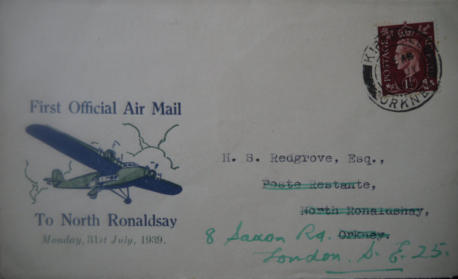 First Official Air Mail
To North Ronaldsay
Monday, 31st July, 1939.
POSTAGE
ORKNEY
H. S. Redgrove, Esq.,
Poste Restante,
North Ronaldshay,
Orkney.
8 Saxon Rd.
London S. E. 25.